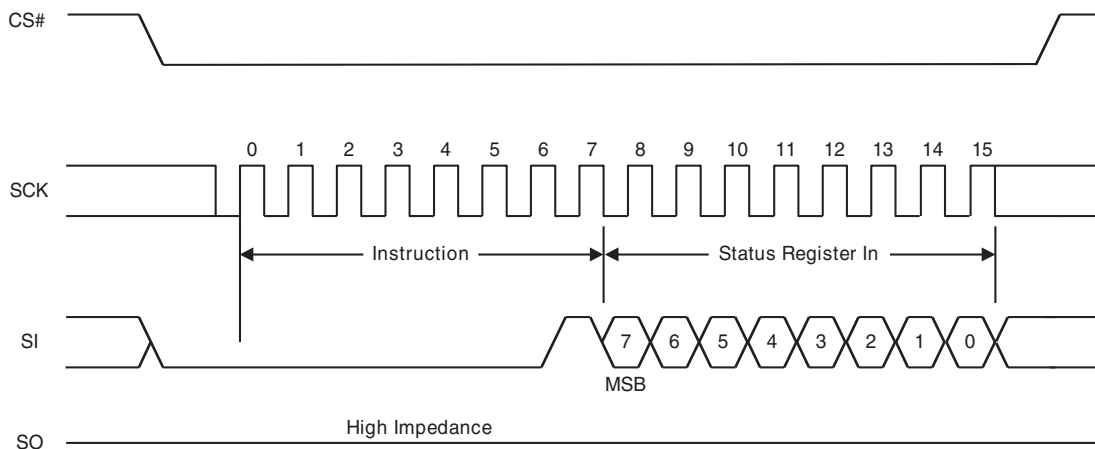 CS#
0 1 2 3 4 5 6 7 8 9 10 11 12 13 14 15
SCK
Instruction Status Register In
SI 7 6 5 4 3 2 1 0
MSB
High Impedance
SO